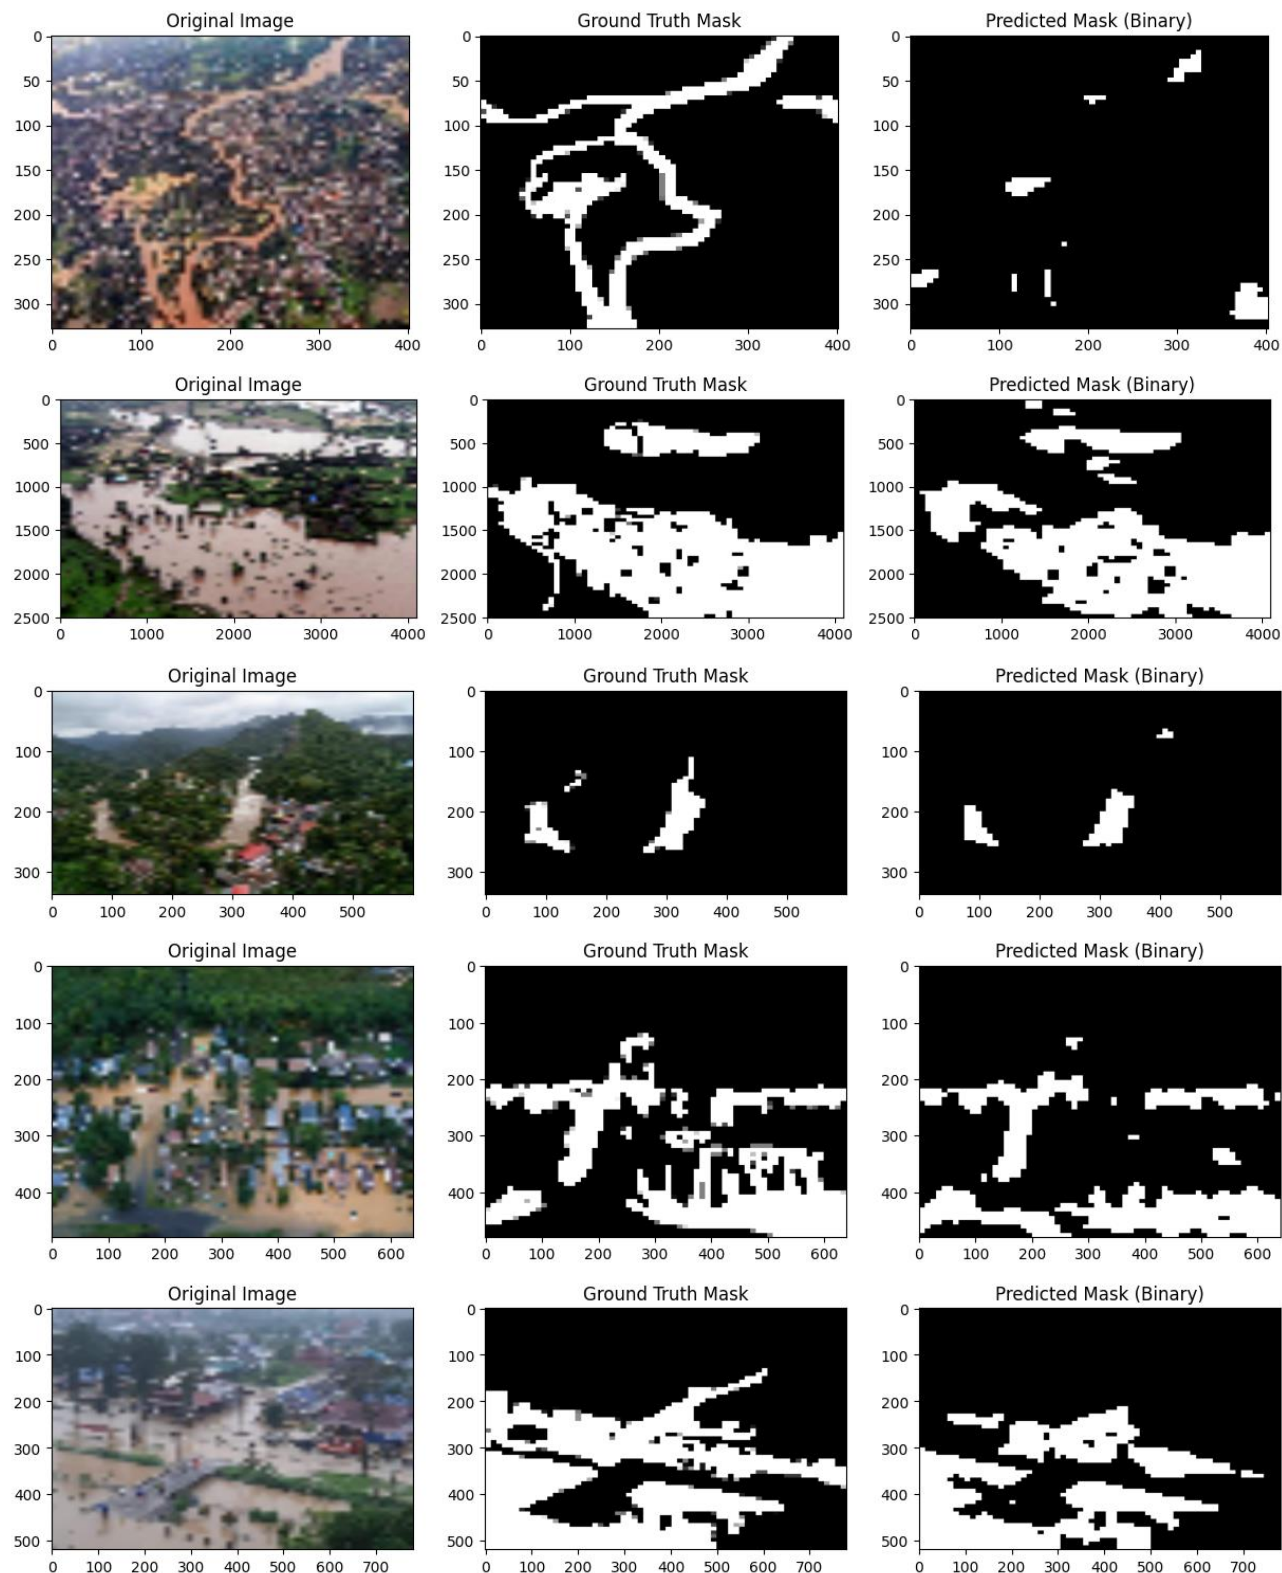 Original Image Ground Truth Mask Predicted Mask (Binary)
0 0 0
50 50 50
100 100 100
150 150 150
200 200 200
250 250 250
300 300 300
0 100 200 300 400 0 100 200 300 400 0 100 200 300 400
Original Image Ground Truth Mask Predicted Mask (Binary)
0 0 0
500 500 500
1000 1000 1000
1500 1500 1500
2000 2000 2000
2500 2500 2500
0 1000 2000 3000 4000 0 1000 2000 3000 4000 0 1000 2000 3000 4000
Original Image Ground Truth Mask Predicted Mask (Binary)
0 0 0
100 100 100
200 200 200
300 300 300
0 100 200 300 400 500 0 100 200 300 400 500 0 100 200 300 400 500
Original Image Ground Truth Mask Predicted Mask (Binary)
0 0 0
100 100 100
200 200 200
300 300 300
400 400 400
0 100 200 300 400 500 600 0 100 200 300 400 500 600 0 100 200 300 400 500 600
Original Image Ground Truth Mask Predicted Mask (Binary)
0 0 0
100 100 100
200 200 200
300 300 300
400 400 400
500 500 500
0 100 200 300 400 500 600 700 0 100 200 300 400 500 600 700 0 100 200 300 400 500 600 700